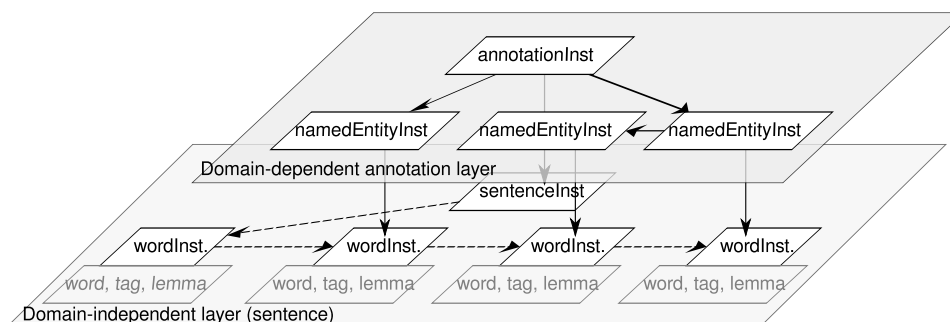 annotationInst
namedEntityInst namedEntityInst namedEntityInst
Domain-dependent annotation layer
sentenceInst
wordInst. wordInst. wordInst. wordInst.
word, tag, lemma word, tag, lemma word, tag, lemma word, tag, lemma
Domain-independent layer (sentence)